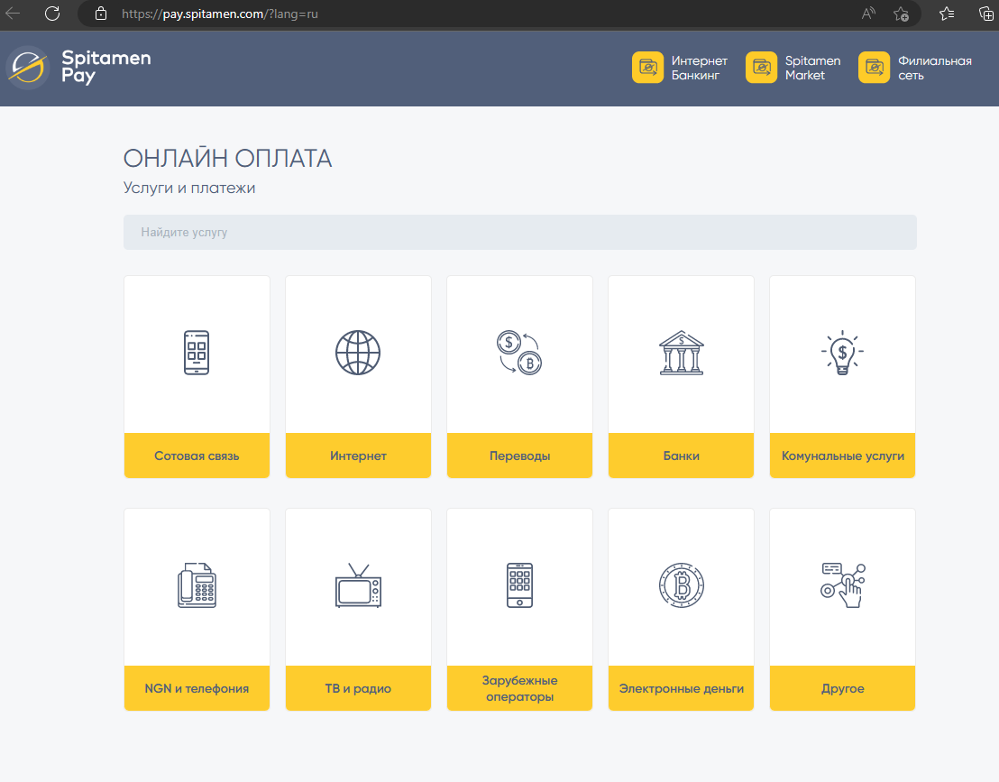 https://pay.spitamen.com/?lang=ru
Spitamen
Pay
Интернет
Банкинг
Spitamen
Market
Филиальная
сеть
ОНЛАЙН ОПЛАТА
Услуги и платежи
Найдите услугу
Сотовая связь
Интернет
Переводы
Банки
Комунальные услуги
NGN и телефония
ТВ и радио
Зарубежные
операторы
Электронные деньги
Другое